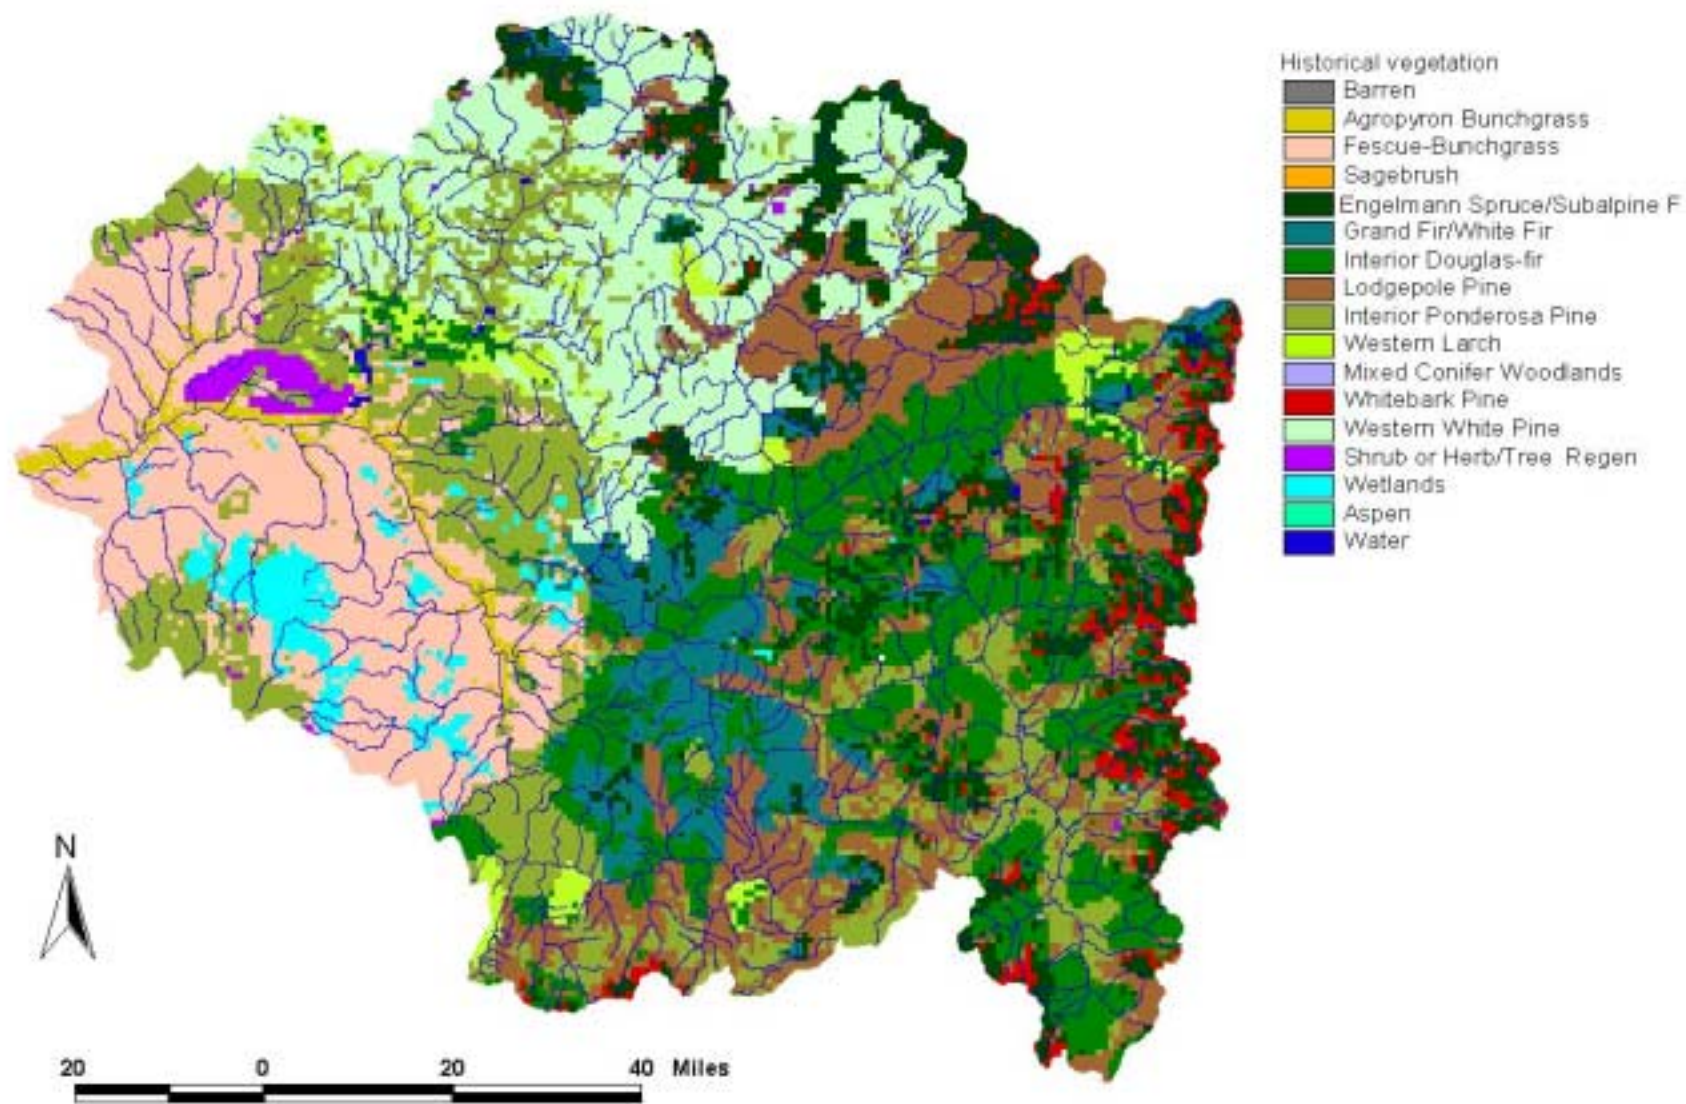 Historical vegetation
Barren
Agropyron Bunchgrass
Fescue-Bunchgrass
Sagebrush
Engelmann Spruce/Subalpine F
Grand Fir/White Fir
Interior Douglas-fir
Lodgepole Pine
Interior Ponderosa Pine
Western Larch
Mixed Conifer Woodlands
Whitebark Pine
Western White Pine
Shrub or Herb/Tree Regen
Wetlands
Aspen
Water
N
20 0 20 40 Miles